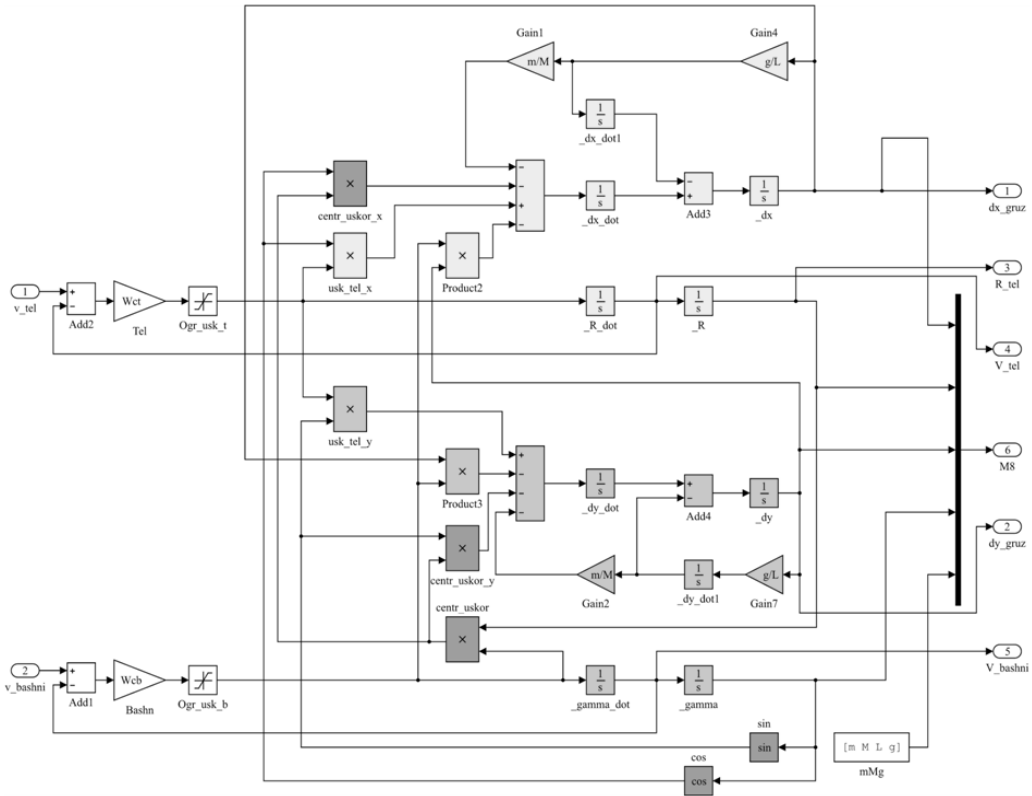 Gain1
Gain4
m/M
g/L
1
s
_dx_dot1
×
centr_uskor_x
−
−
+
−
1
s
_dx_dot
−
+
Add3
1
s
_dx
1
dx_gruz
×
usk_tel_x
×
Product2
3
R_tel
1
v_tel
+
−
Add2
Wct
Tel
Ogr_usk_t
1
s
_R_dot
1
s
_R
4
V_tel
×
usk_tel_y
+
−
−
−
6
M8
×
Product3
1
s
_dy_dot
+
−
Add4
1
s
_dy
2
dy_gruz
×
centr_uskor_y
m/M
Gain2
1
s
_dy_dot1
g/L
Gain7
centr_uskor
×
2
v_bashni
+
−
Add1
Wcb
Bashn
Ogr_usk_b
1
s
_gamma_dot
1
s
_gamma
5
V_bashni
sin
sin
cos
cos
[m M L g]
mMg